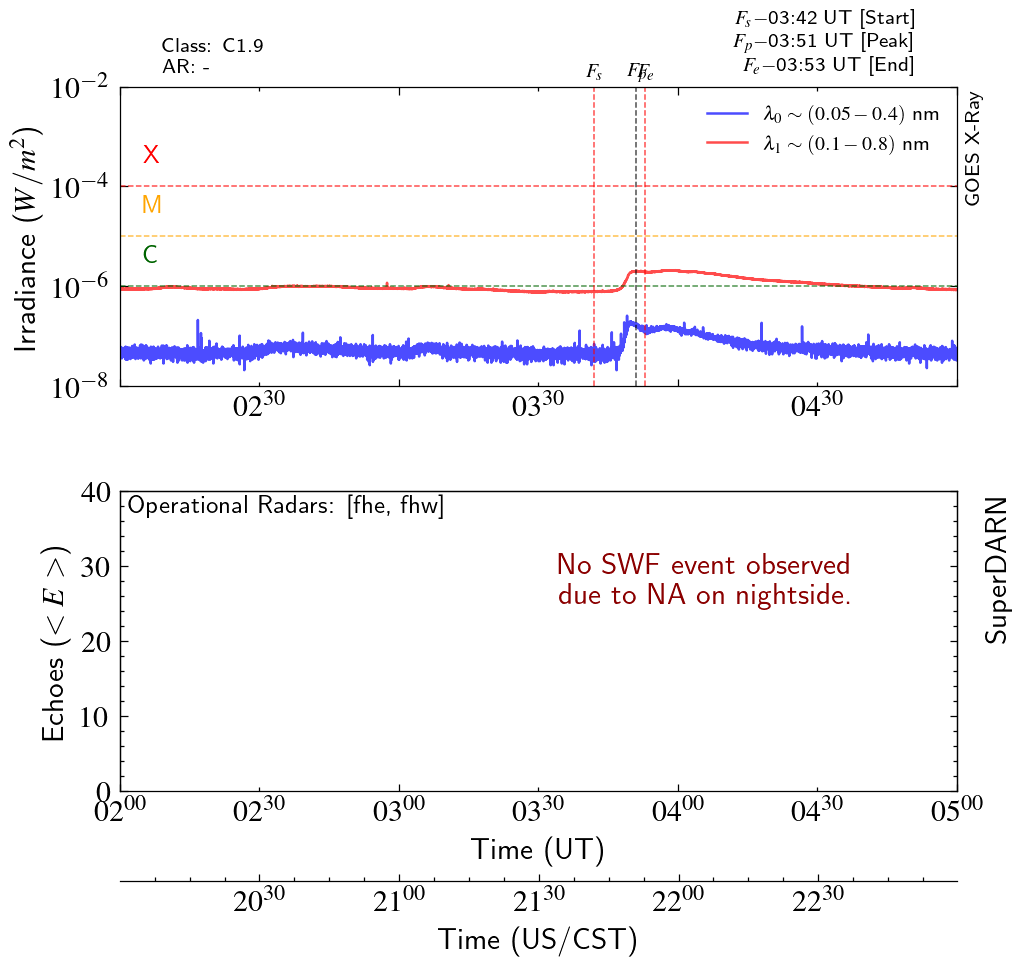 Class: C1.9
AR: -
Fₛ−03:42 UT [Start]
Fₚ−03:51 UT [Peak]
Fₑ−03:53 UT [End]
Fₛ Fₚ Fₑ
λ₀ ∼ (0.05 – 0.4) nm
λ₁ ∼ (0.1 – 0.8) nm
GOES X-Ray
Irradiance (W/m²)
10⁻²
10⁻⁴
10⁻⁶
10⁻⁸
X
M
C
02³⁰ 03³⁰ 04³⁰
Operational Radars: [fhe, fhw]
No SWF event observed
due to NA on nightside.
SuperDARN
Echoes (< E >)
40
30
20
10
0
02⁰⁰ 02³⁰ 03⁰⁰ 03³⁰ 04⁰⁰ 04³⁰ 05⁰⁰
Time (UT)
20³⁰ 21⁰⁰ 21³⁰ 22⁰⁰ 22³⁰
Time (US/CST)